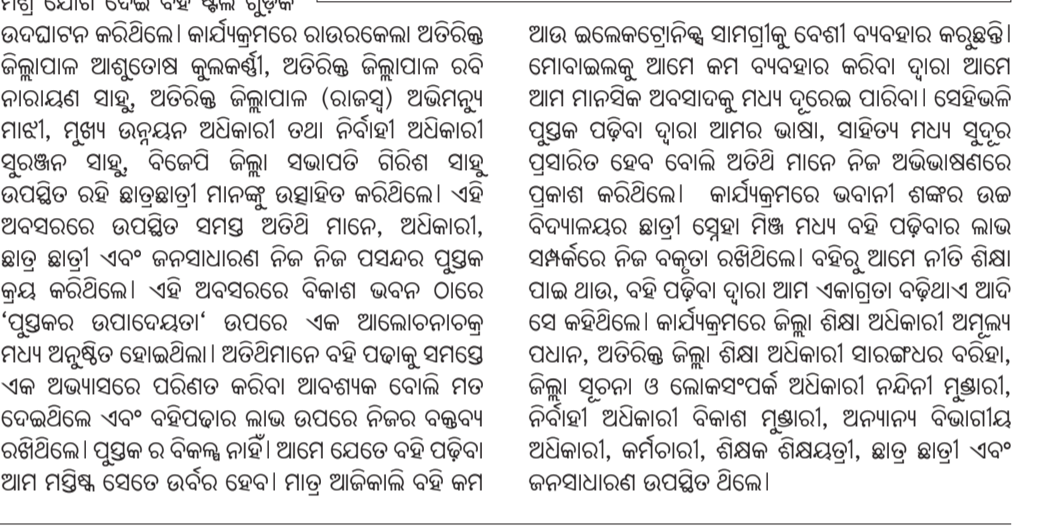 ମିଶ୍ର ଯୋଗ ଦେଇ ବହି ଷ୍ଟଲ ଗୁଡ଼ିକ
ଉଦଘାଟନ କରିଥିଲେ। କାର୍ଯ୍ୟକ୍ରମରେ ରାଉରକେଲା ଅତିରିକ୍ତ
ଜିଲ୍ଲାପାଳ ଆଶୁତୋଷ କୁଲକର୍ଣ୍ଣୀ, ଅତିରିକ୍ତ ଜିଲ୍ଲାପାଳ ରବି
ନାରାୟଣ ସାହୁ, ଅତିରିକ୍ତ ଜିଲ୍ଲାପାଳ (ରାଜସ୍ୱ) ଅଭିମନ୍ୟୁ
ମାଝୀ, ମୁଖ୍ୟ ଉନ୍ନୟନ ଅଧିକାରୀ ତଥା ନିର୍ବାହୀ ଅଧିକାରୀ
ସୁରଞ୍ଜନ ସାହୁ, ବିଜେପି ଜିଲ୍ଲା ସଭାପତି ଗିରିଶ ସାହୁ
ଉପସ୍ଥିତ ରହି ଛାତ୍ରଛାତ୍ରୀ ମାନଙ୍କୁ ଉତ୍ସାହିତ କରିଥିଲେ। ଏହି
ଅବସରରେ ଉପସ୍ଥିତ ସମସ୍ତ ଅତିଥି ମାନେ, ଅଧିକାରୀ,
ଛାତ୍ର ଛାତ୍ରୀ ଏବଂ ଜନସାଧାରଣ ନିଜ ନିଜ ପସନ୍ଦର ପୁସ୍ତକ
କ୍ରୟ କରିଥିଲେ। ଏହି ଅବସରରେ ବିକାଶ ଭବନ ଠାରେ
‘ପୁସ୍ତକର ଉପାଦେୟତା‘ ଉପରେ ଏକ ଆଲୋଚନାଚକ୍ର
ମଧ୍ୟ ଅନୁଷ୍ଠିତ ହୋଇଥିଲା। ଅତିଥିମାନେ ବହି ପଢାକୁ ସମସ୍ତେ
ଏକ ଅଭ୍ୟାସରେ ପରିଣତ କରିବା ଆବଶ୍ୟକ ବୋଲି ମତ
ଦେଇଥିଲେ ଏବଂ ବହିପଢାର ଲାଭ ଉପରେ ନିଜର ବକ୍ତବ୍ୟ
ରଖିଥିଲେ। ପୁସ୍ତକ ର ବିକଳ୍ପ ନାହିଁ। ଆମେ ଯେତେ ବହି ପଢ଼ିବା
ଆମ ମସ୍ତିଷ୍କ ସେତେ ଉର୍ବର ହେବ। ମାତ୍ର ଆଜିକାଲି ବହି କମ
ଆଉ ଇଲେକଟ୍ରୋନିକ୍ସ ସାମଗ୍ରୀକୁ ବେଶୀ ବ୍ୟବହାର କରୁଛନ୍ତି।
ମୋବାଇଲକୁ ଆମେ କମ ବ୍ୟବହାର କରିବା ଦ୍ୱାରା ଆମେ
ଆମ ମାନସିକ ଅବସାଦକୁ ମଧ୍ୟ ଦୂରେଇ ପାରିବା। ସେହିଭଳି
ପୁସ୍ତକ ପଢ଼ିବା ଦ୍ୱାରା ଆମର ଭାଷା, ସାହିତ୍ୟ ମଧ୍ୟ ସୁଦୂର
ପ୍ରସାରିତ ହେବ ବୋଲି ଅତିଥି ମାନେ ନିଜ ଅଭିଭାଷଣରେ
ପ୍ରକାଶ କରିଥିଲେ। କାର୍ଯ୍ୟକ୍ରମରେ ଭବାନୀ ଶଙ୍କର ଉଚ୍ଚ
ବିଦ୍ୟାଳୟର ଛାତ୍ରୀ ସ୍ନେହା ମିଞ୍ଜ ମଧ୍ୟ ବହି ପଢ଼ିବାର ଲାଭ
ସମ୍ପର୍କରେ ନିଜ ବକୃତା ରଖିଥିଲେ। ବହିରୁ ଆମେ ନୀତି ଶିକ୍ଷା
ପାଇ ଥାଉ, ବହି ପଢ଼ିବା ଦ୍ୱାରା ଆମ ଏକାଗ୍ରତା ବଢ଼ିଥାଏ ଆଦି
ସେ କହିଥିଲେ। କାର୍ଯ୍ୟକ୍ରମରେ ଜିଲ୍ଲା ଶିକ୍ଷା ଅଧିକାରୀ ଅମୂଲ୍ୟ
ପଧାନ, ଅତିରିକ୍ତ ଜିଲ୍ଲା ଶିକ୍ଷା ଅଧିକାରୀ ସାରଙ୍ଗଧର ବରିହା,
ଜିଲ୍ଲା ସୂଚନା ଓ ଲୋକସଂପର୍କ ଅଧିକାରୀ ନନ୍ଦିନୀ ମୁଣ୍ଡାରୀ,
ନିର୍ବାହୀ ଅଧିକାରୀ ବିକାଶ ମୁଣ୍ଡାରୀ, ଅନ୍ୟାନ୍ୟ ବିଭାଗୀୟ
ଅଧିକାରୀ, କର୍ମଚାରୀ, ଶିକ୍ଷକ ଶିକ୍ଷୟତ୍ରୀ, ଛାତ୍ର ଛାତ୍ରୀ ଏବଂ
ଜନସାଧାରଣ ଉପସ୍ଥିତ ଥିଲେ।